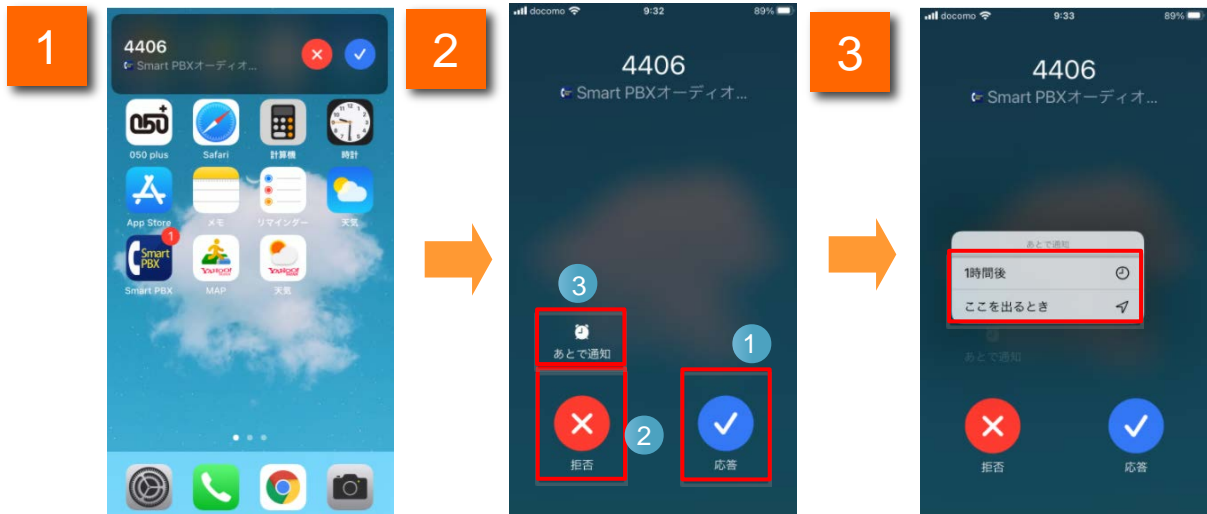 1
4406
Smart PBXオーディオ...
050
050 plus
Safari
計算機
時計
App Store
メモ
リマインダー
天気
1
Smart PBX
YAHOO!
YAHOO!
Smart PBX
MAP
天気
2
docomo
9:32
89%
4406
Smart PBXオーディオ...
3
あとで通知
1
2
拒否
応答
3
docomo
9:33
89%
4406
Smart PBXオーディオ...
あとで通知
1時間後
ここを出るとき
あとで通知
拒否
応答